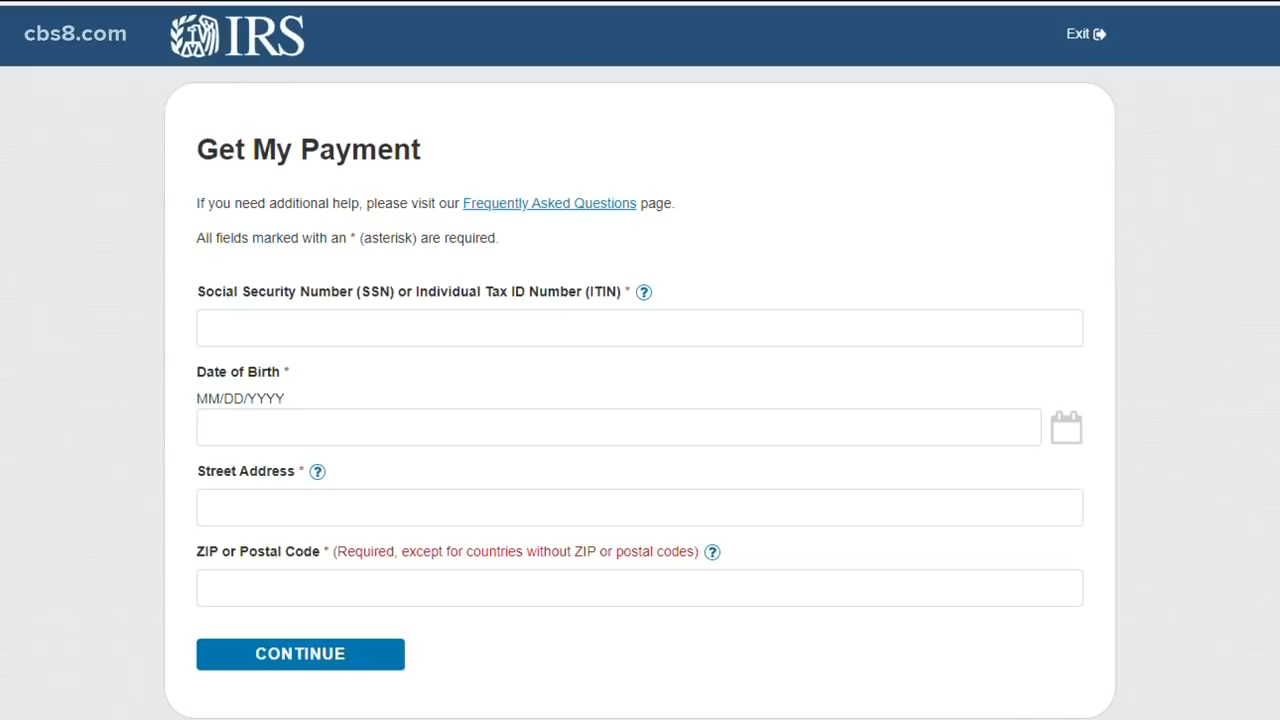 cbs8.com
IRS
Exit
Get My Payment
If you need additional help, please visit our Frequently Asked Questions page.
All fields marked with an * (asterisk) are required.
Social Security Number (SSN) or Individual Tax ID Number (ITIN) * ?
Date of Birth *
MM/DD/YYYY
Street Address * ?
ZIP or Postal Code * (Required, except for countries without ZIP or postal codes) ?
CONTINUE